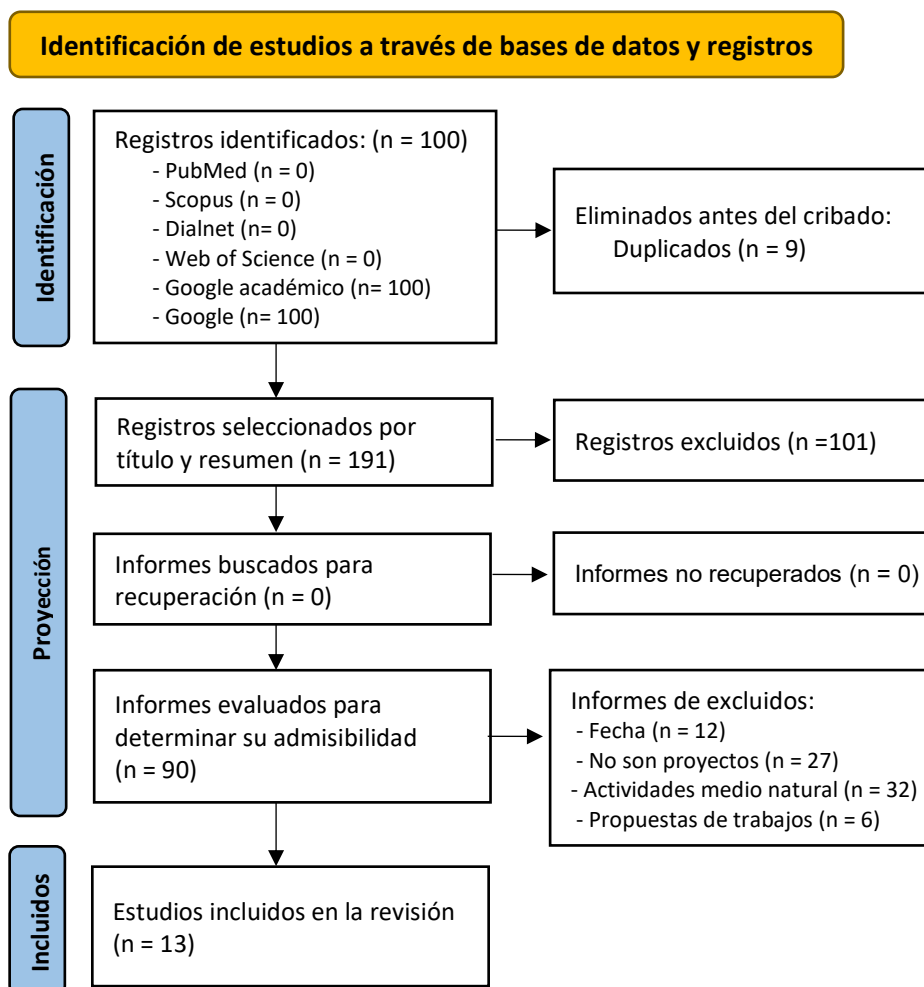 Identificación de estudios a través de bases de datos y registros
Identificación
Registros identificados: (n = 100)
- PubMed (n = 0)
- Scopus (n = 0)
- Dialnet (n= 0)
- Web of Science (n = 0)
- Google académico (n= 100)
- Google (n= 100)
Eliminados antes del cribado:
Duplicados (n = 9)
Proyección
Registros seleccionados por
título y resumen (n = 191)
Registros excluidos (n =101)
Informes buscados para
recuperación (n = 0)
Informes no recuperados (n = 0)
Informes evaluados para
determinar su admisibilidad
(n = 90)
Informes de excluidos:
- Fecha (n = 12)
- No son proyectos (n = 27)
- Actividades medio natural (n = 32)
- Propuestas de trabajos (n = 6)
Incluidos
Estudios incluidos en la revisión
(n = 13)